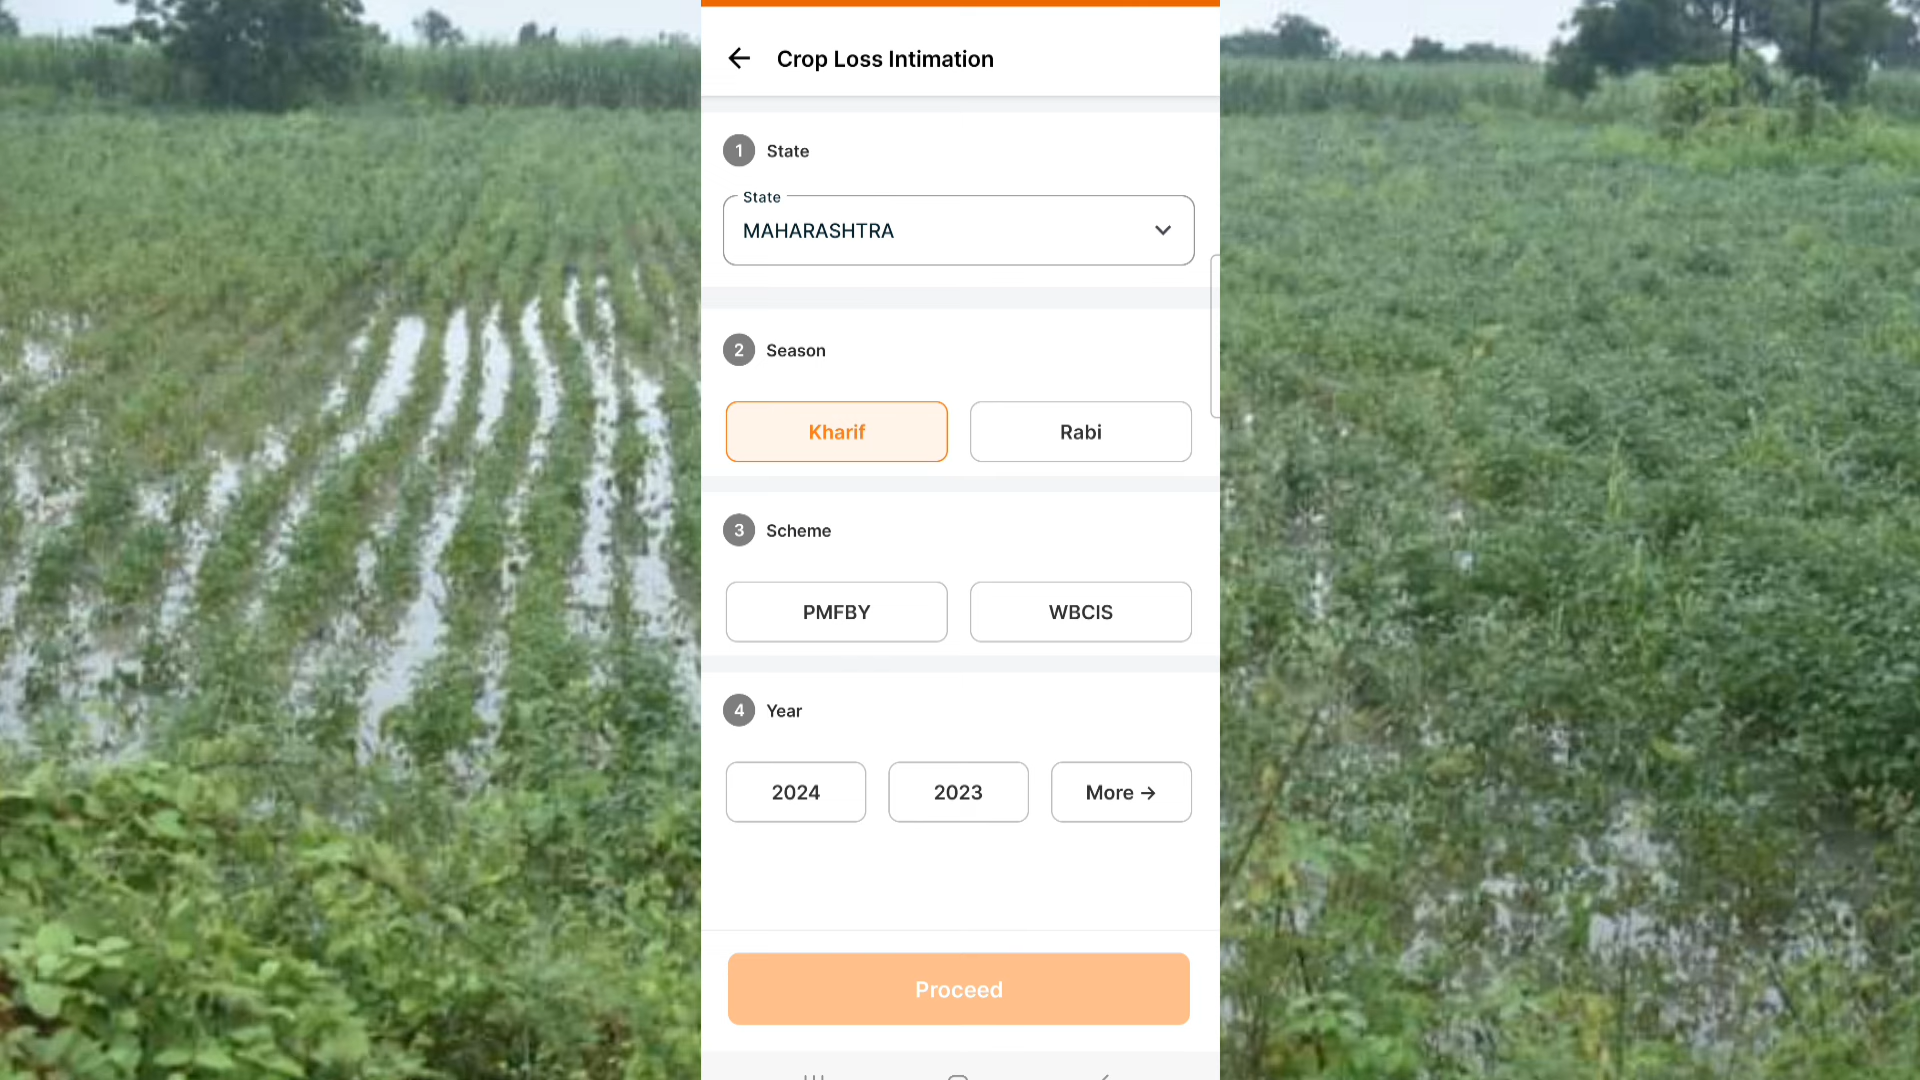 Crop Loss Intimation
1 State
State
MAHARASHTRA
2 Season
Kharif Rabi
3 Scheme
PMFBY WBCIS
4 Year
2024 2023 More →
Proceed